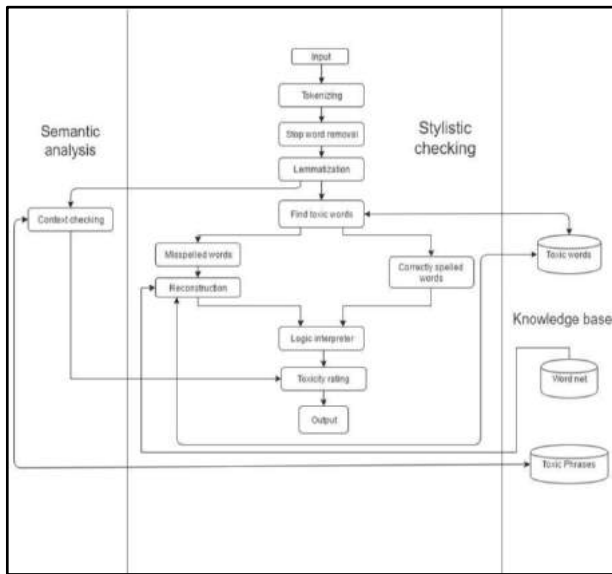 Input
Tokenizing
Semantic
analysis
Stop word removal
Stylistic
checking
Lemmatization
Context checking
Find toxic words
Misspelled words
Correctly spelled
words
Toxic words
Reconstruction
Knowledge base
Logic interpreter
Word net
Toxicity rating
Output
Toxic Phrases